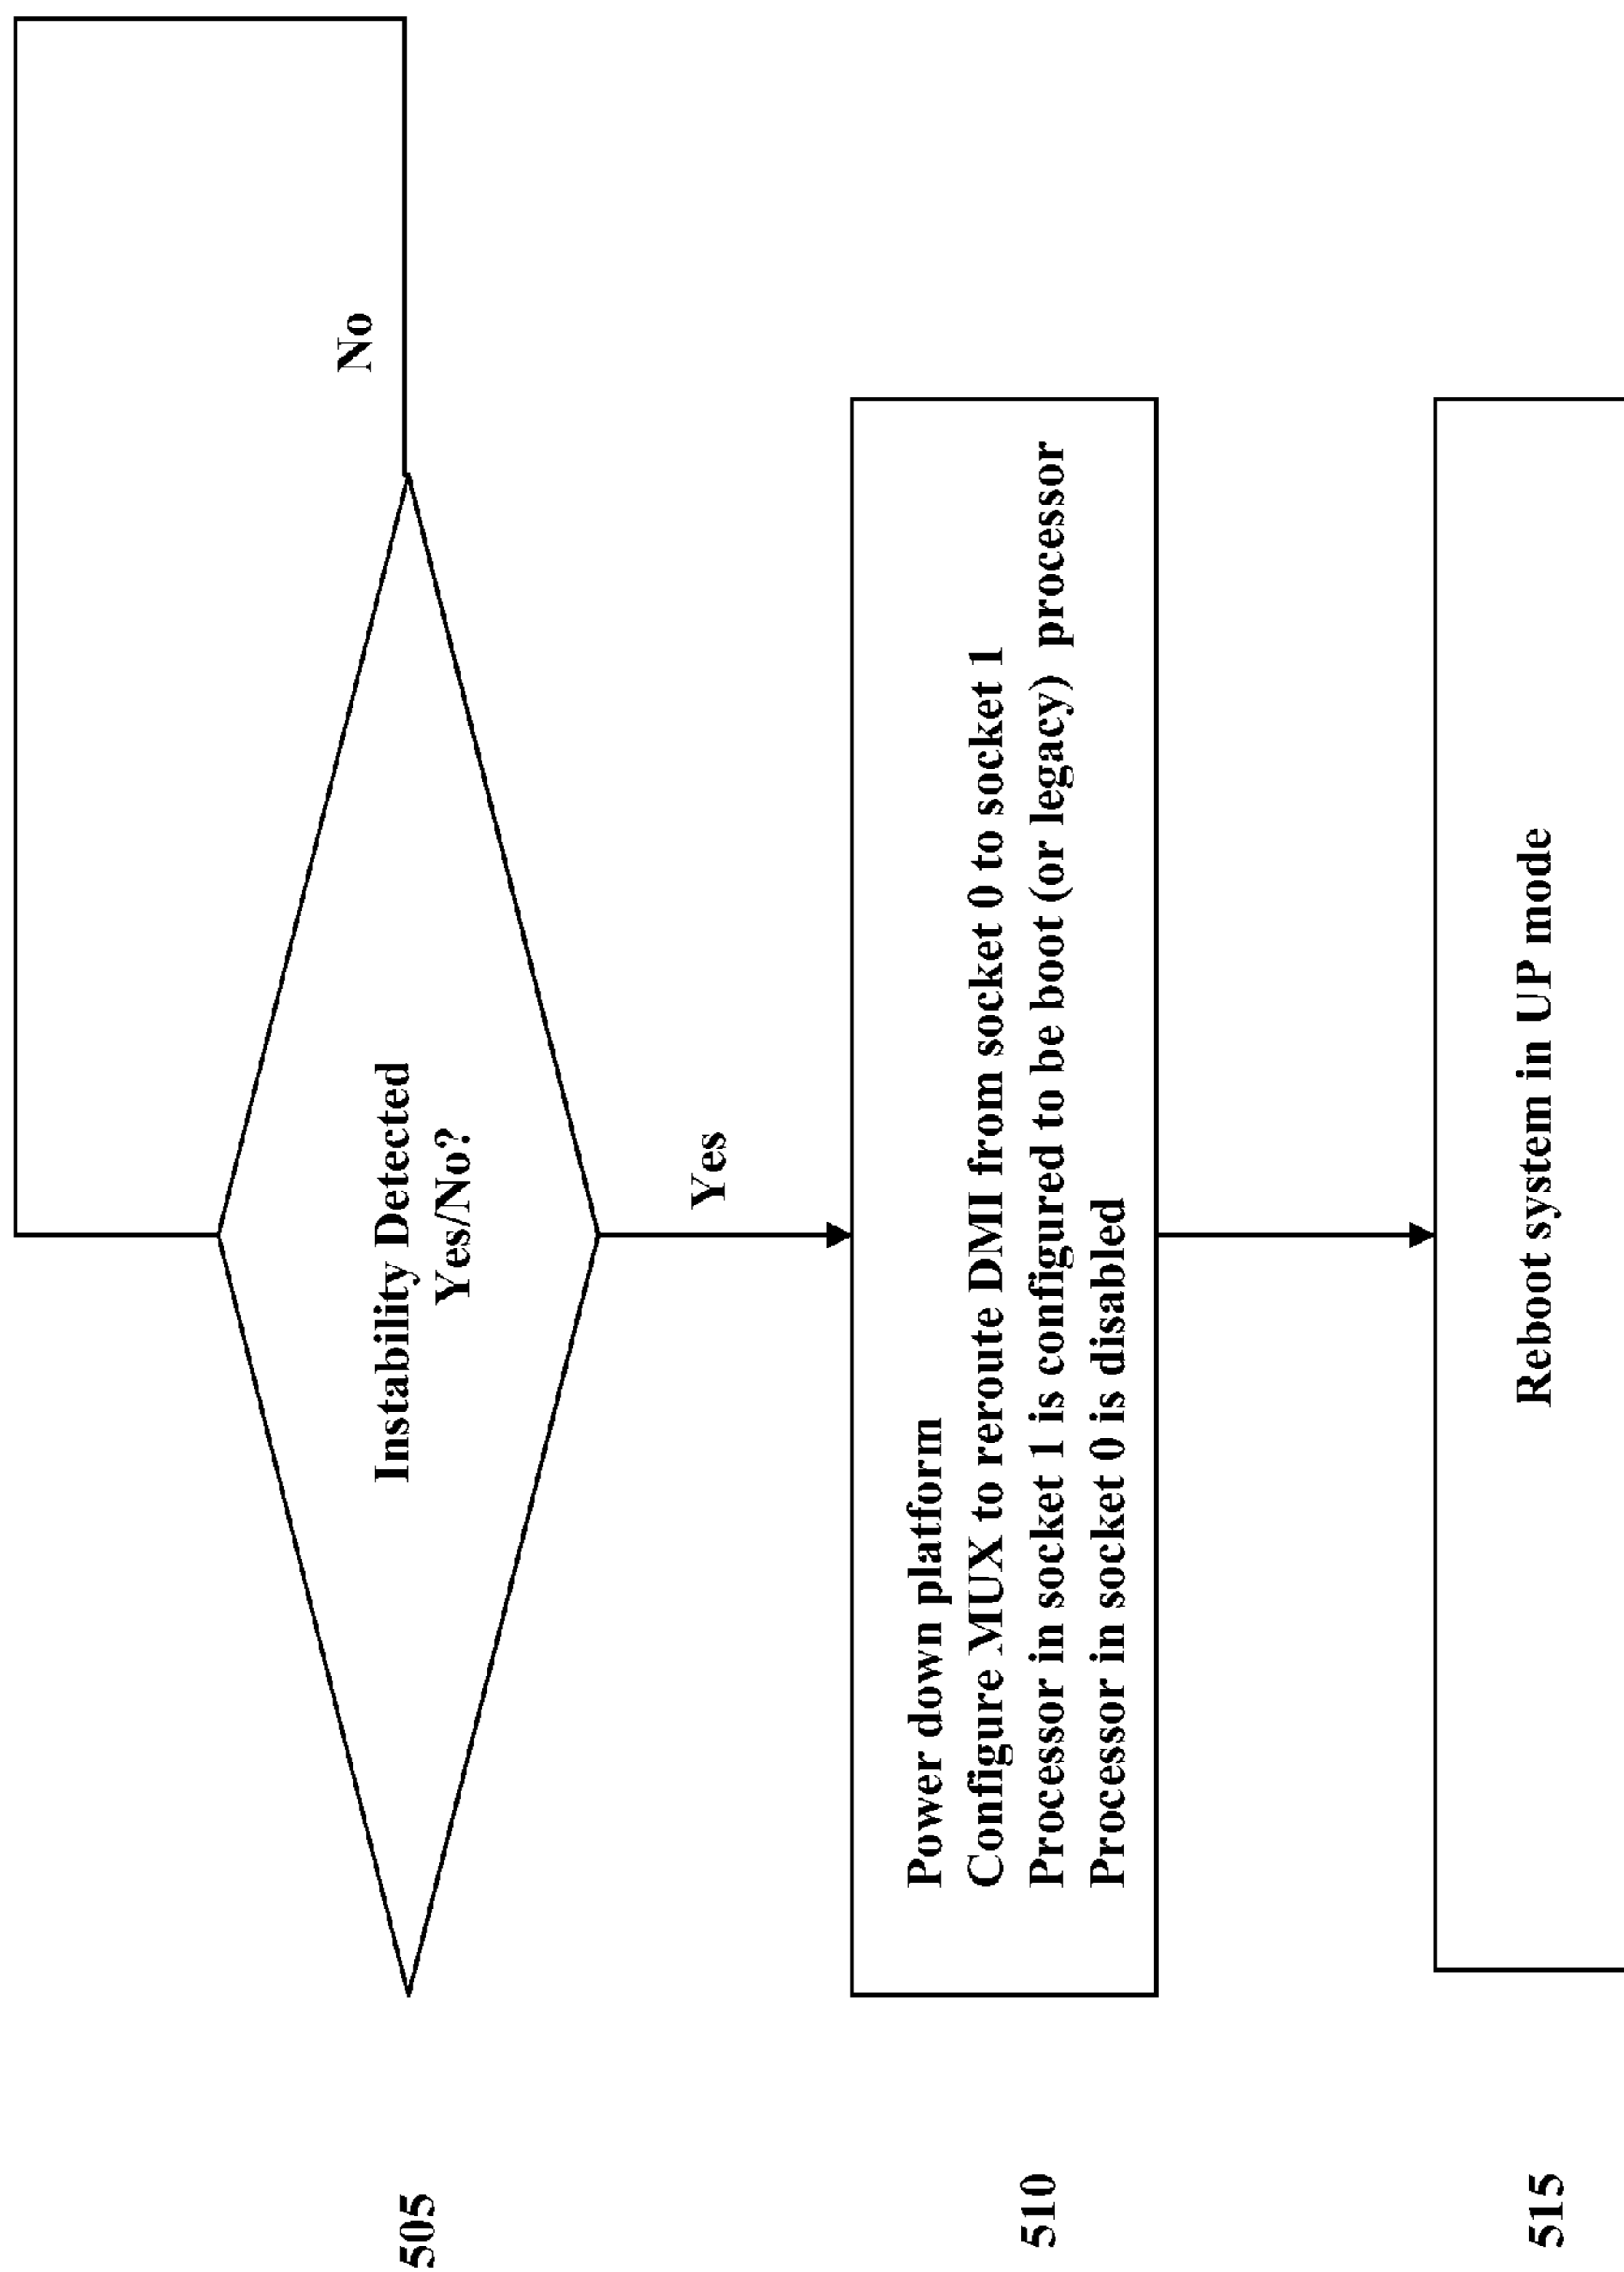 505
Instability Detected
Yes/No?
No
Yes
510
Power down platform
Configure MUX to reroute DMI from socket 0 to socket 1
Processor in socket 1 is configured to be boot (or legacy) processor
Processor in socket 0 is disabled
515
Reboot system in UP mode